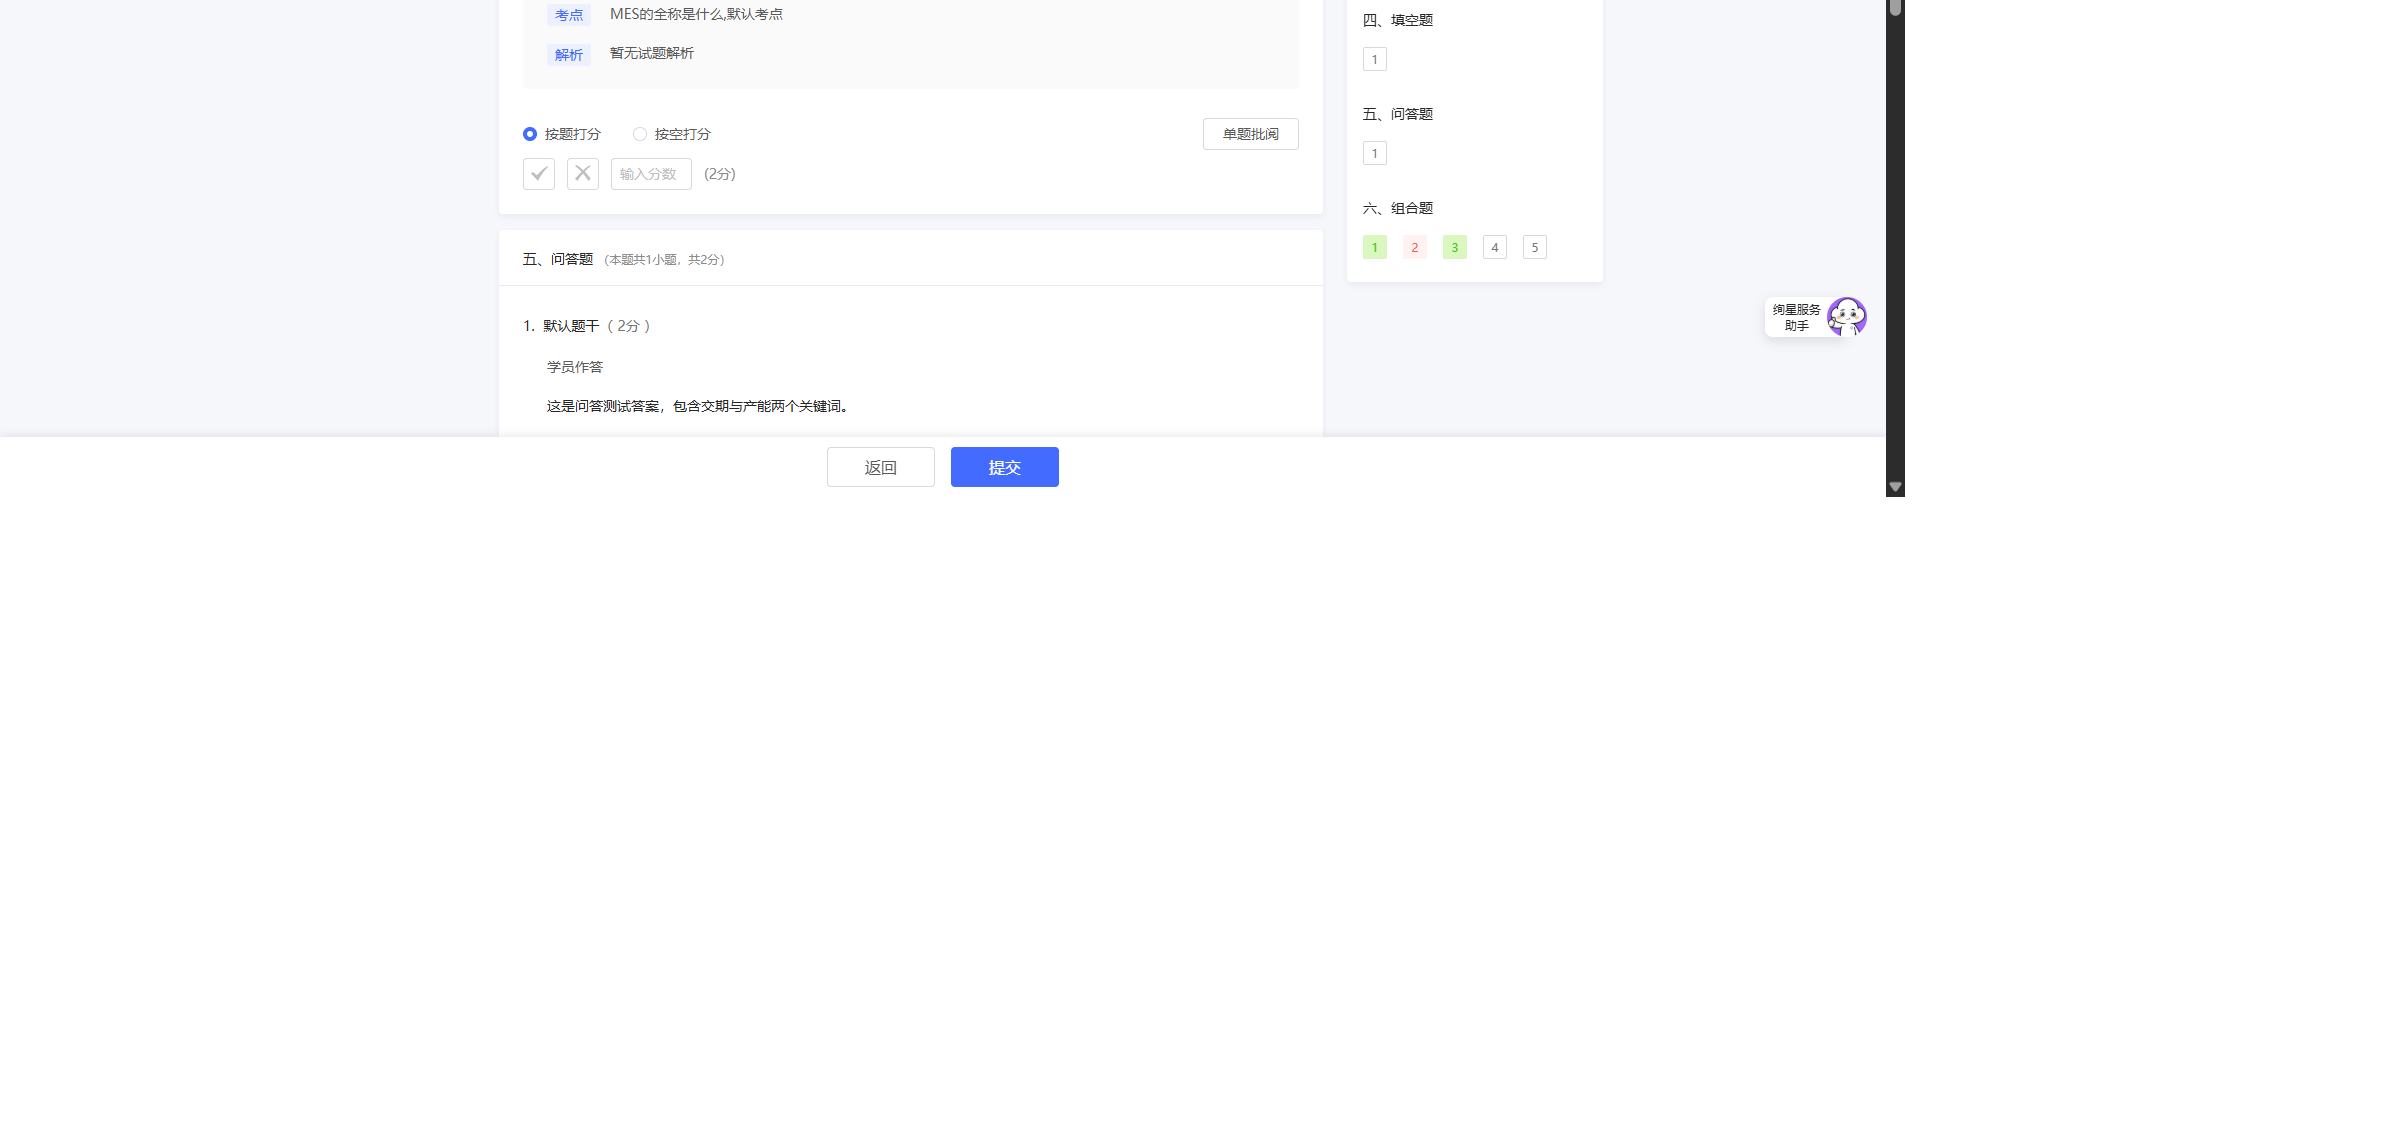 考点 MES的全称是什么,默认考点
解析 暂无试题解析
按题打分 按空打分 单题批阅
输入分数 (2分)
五、问答题 (本题共1小题，共2分)
1. 默认题干 ( 2分 )
学员作答
这是问答测试答案，包含交期与产能两个关键词。
四、填空题
1
五、问答题
1
六、组合题
1 2 3 4 5
绚星服务
助手
返回 提交